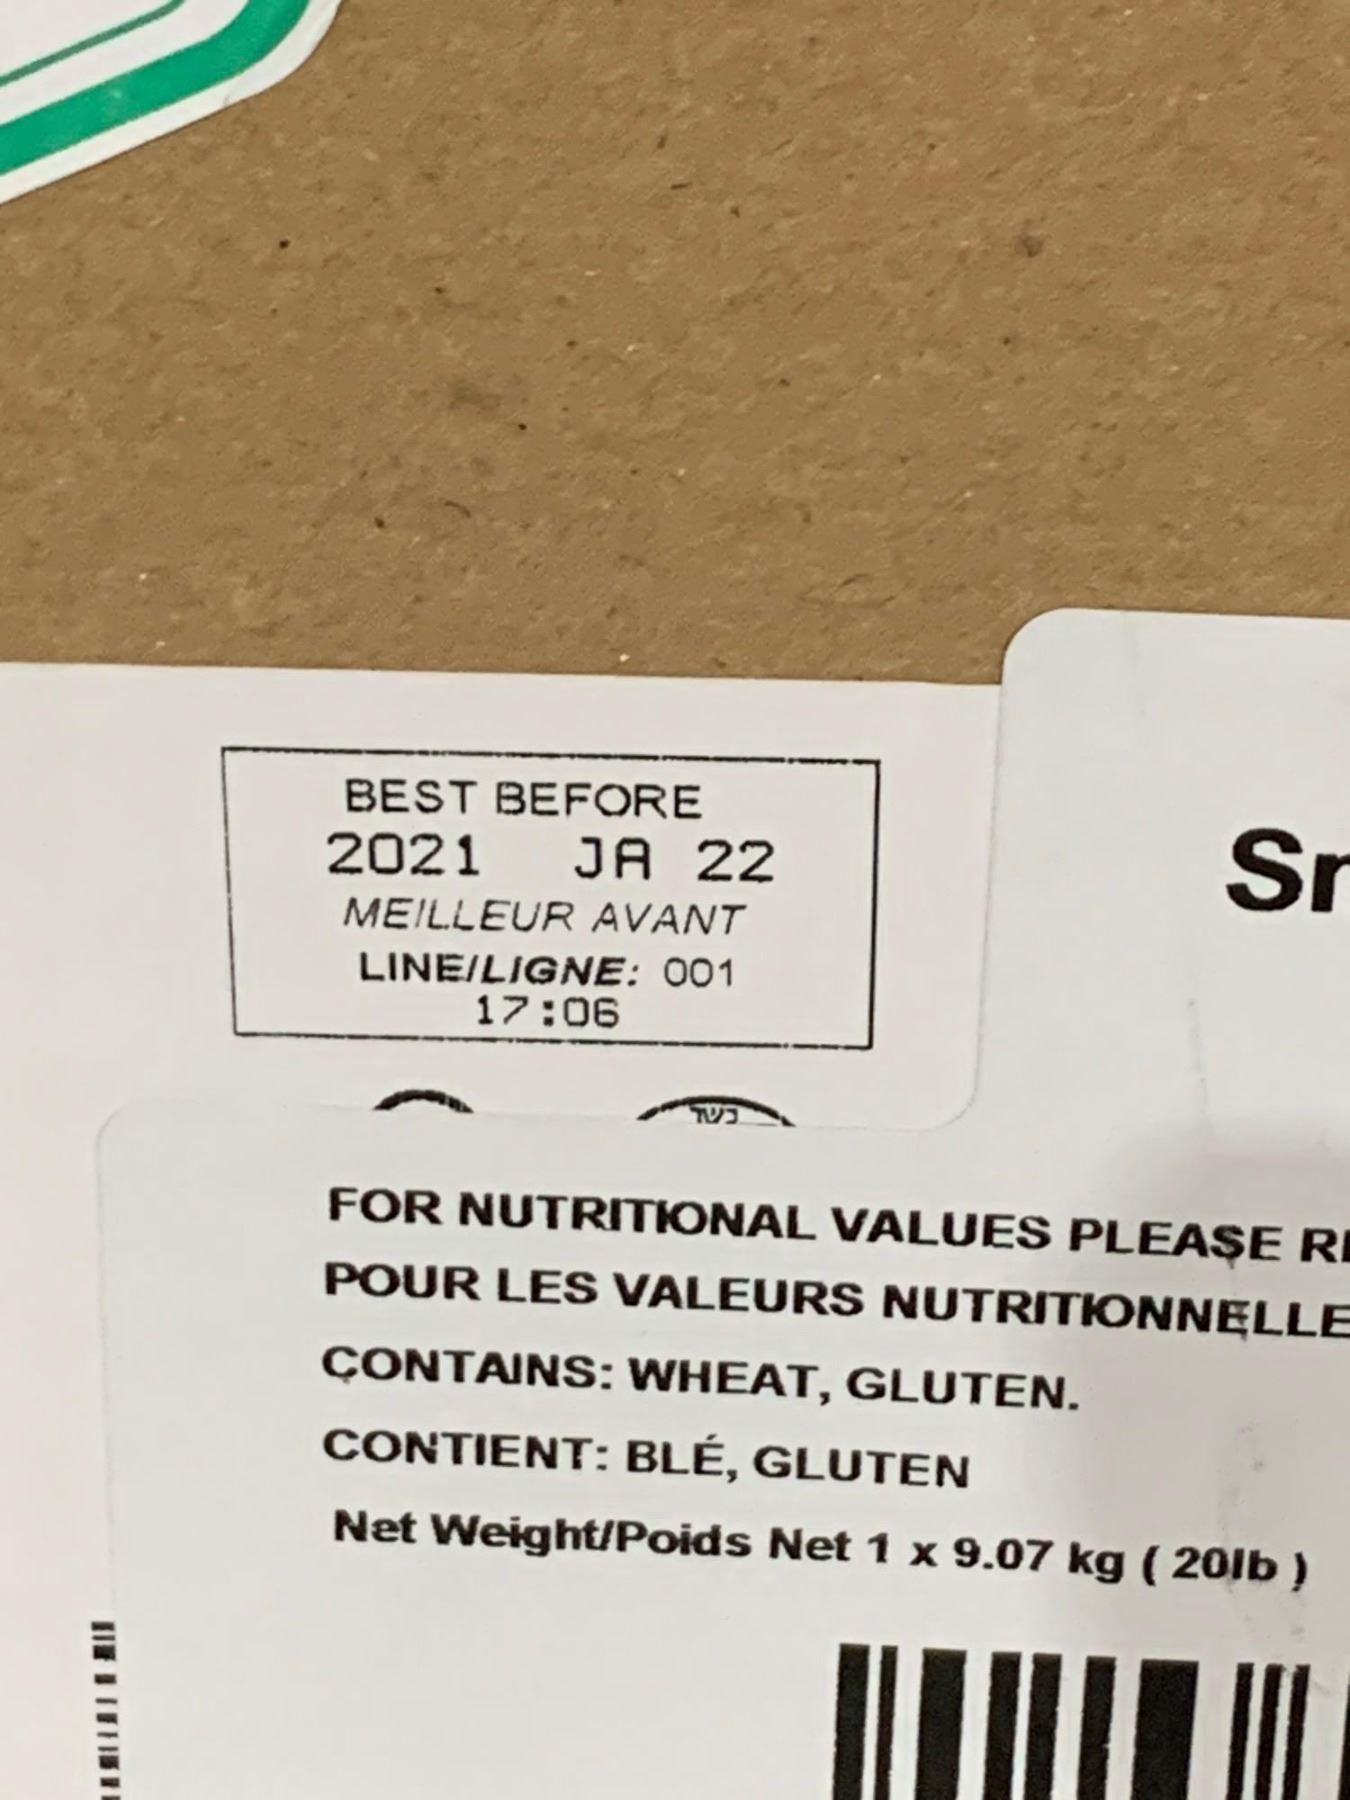 BEST BEFORE
2021 JA 22
MEILLEUR AVANT
LINE/LIGNE: 001
17:06
כשר
FOR NUTRITIONAL VALUES PLEASE
POUR LES VALEURS
CONTAINS: WHEAT, GLUTEN.
CONTIENT: BLÉ, GLUTEN
Net Weight/Poids Net 1 x 9.07 kg ( 20lb )